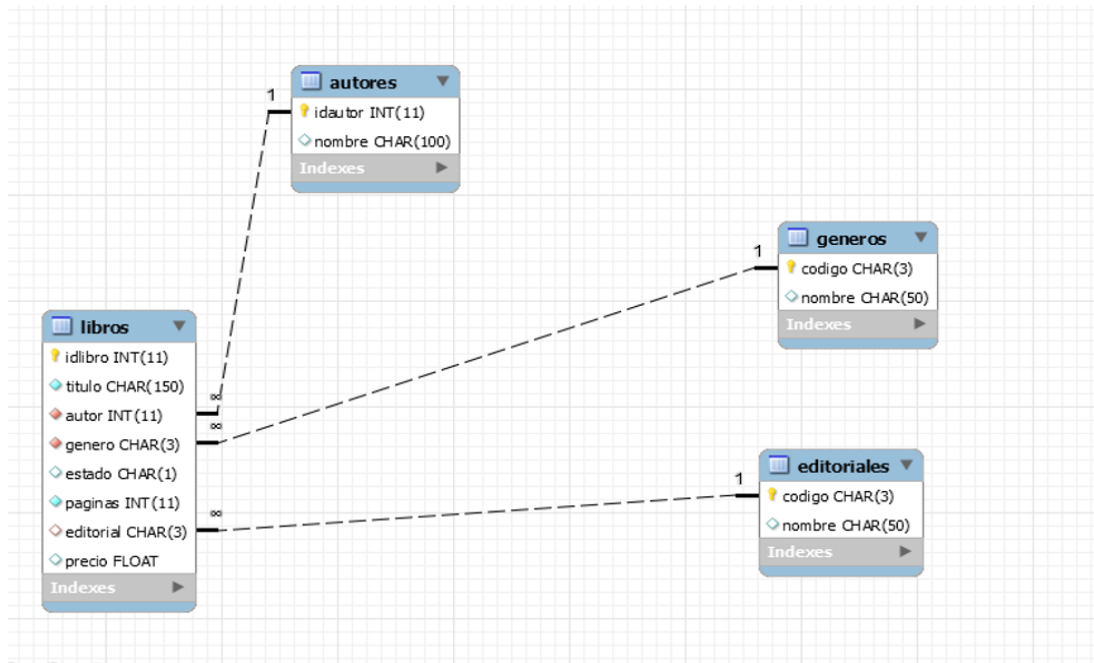 autores
1
idautor INT(11)
nombre CHAR(100)
Indexes
generos
1
codigo CHAR(3)
nombre CHAR(50)
Indexes
libros
idlibro INT(11)
titulo CHAR(150)
∞
autor INT(11)
∞
genero CHAR(3)
estado CHAR(1)
paginas INT(11)
∞
editorial CHAR(3)
precio FLOAT
Indexes
editoriales
1
codigo CHAR(3)
nombre CHAR(50)
Indexes